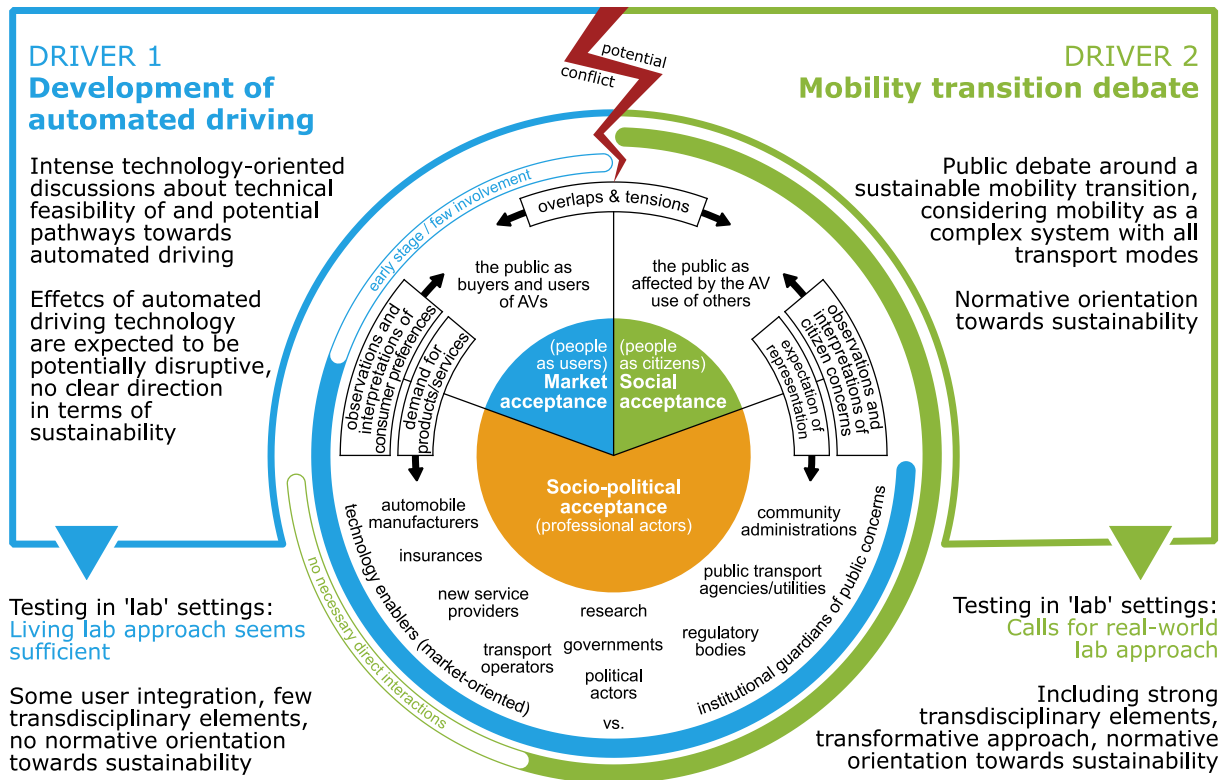 DRIVER 1
Development of
automated driving
Intense technology-oriented
discussions about technical
feasibility of and potential
pathways towards
automated driving
Effetcs of automated
driving technology
are expected to be
potentially disruptive,
no clear direction
in terms of
sustainability
Testing in 'lab' settings:
Living lab approach seems
sufficient
Some user integration, few
transdisciplinary elements,
no normative orientation
towards sustainability
potential
conflict
overlaps & tensions
early stage / few involvement
the public as
buyers and users
of AVs
the public as
affected by the AV
use of others
observations and
interpretations of
consumer preferences
demand for
products/services
observations and
interpretations of
citizen concerns
expectation of
representation
(people
as users)
Market
acceptance
(people
as citizens)
Social
acceptance
Socio-political
acceptance
(professional actors)
automobile
manufacturers
insurances
new service
providers
transport
operators
research
governments
political
actors
vs.
community
administrations
public transport
agencies/utilities
regulatory
bodies
technology enablers (market-oriented)
institutional guardians of public concerns
no necessary direct interactions
DRIVER 2
Mobility transition debate
Public debate around a
sustainable mobility transition,
considering mobility as a
complex system with all
transport modes
Normative orientation
towards sustainability
Testing in 'lab' settings:
Calls for real-world
lab approach
Including strong
transdisciplinary elements,
transformative approach, normative
orientation towards sustainability